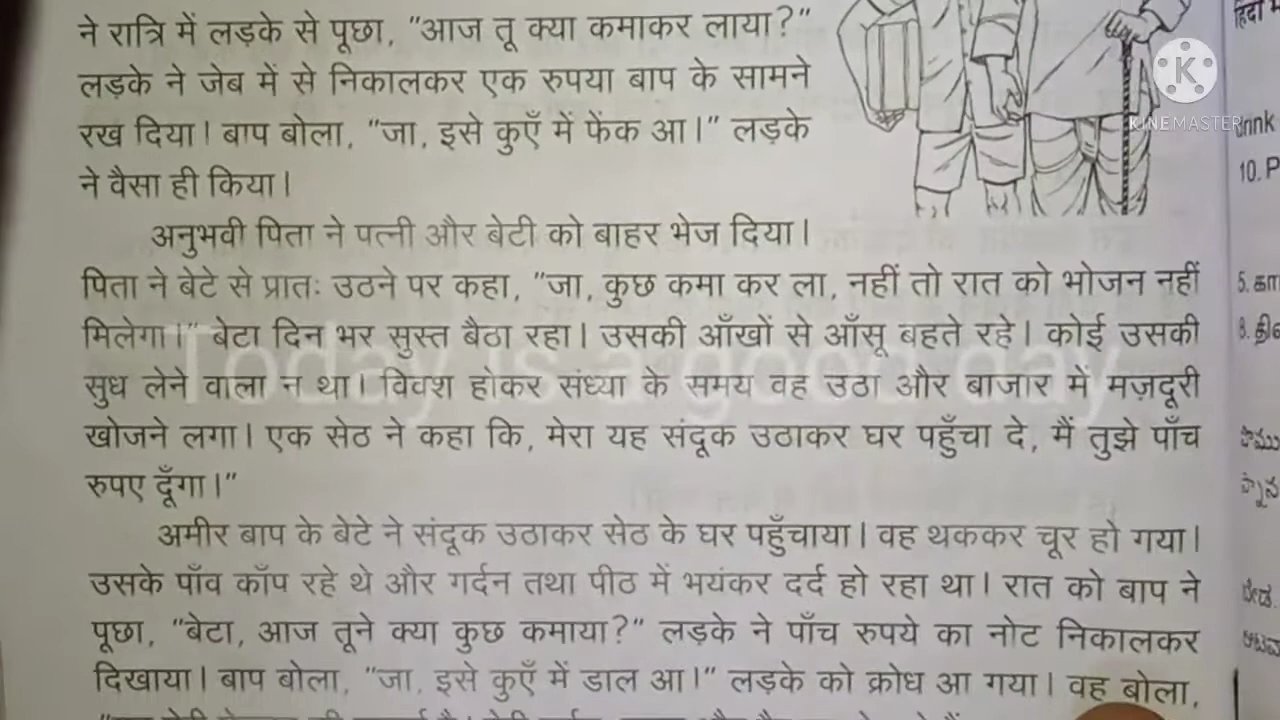 ने रात्रि में लड़के से पूछा, "आज तू क्या कमाकर लाया?"
लड़के ने जेब में से निकालकर एक रुपया बाप के सामने
रख दिया। बाप बोला, "जा, इसे कुएँ में फेंक आ।" लड़के
ने वैसा ही किया।
अनुभवी पिता ने पत्नी और बेटी को बाहर भेज दिया।
पिता ने बेटे से प्रातः उठने पर कहा, "जा, कुछ कमा कर ला, नहीं तो रात को भोजन नहीं
मिलेगा।" बेटा दिन भर सुस्त बैठा रहा। उसकी आँखों से आँसू बहते रहे। कोई उसकी
सुध लेने वाला न था। विवश होकर संध्या के समय वह उठा और बाजार में मज़दूरी
खोजने लगा। एक सेठ ने कहा कि, मेरा यह संदूक उठाकर घर पहुँचा दे, मैं तुझे पाँच
रुपए दूँगा।"
अमीर बाप के बेटे ने संदूक उठाकर सेठ के घर पहुँचाया। वह थककर चूर हो गया।
उसके पाँव काँप रहे थे और गर्दन तथा पीठ में भयंकर दर्द हो रहा था। रात को बाप ने
पूछा, "बेटा, आज तूने क्या कुछ कमाया?" लड़के ने पाँच रुपये का नोट निकालकर
दिखाया। बाप बोला, "जा, इसे कुएँ में डाल आ।" लड़के को क्रोध आ गया। वह बोला,
Today is a good day
K
KINEMASTER
10. P